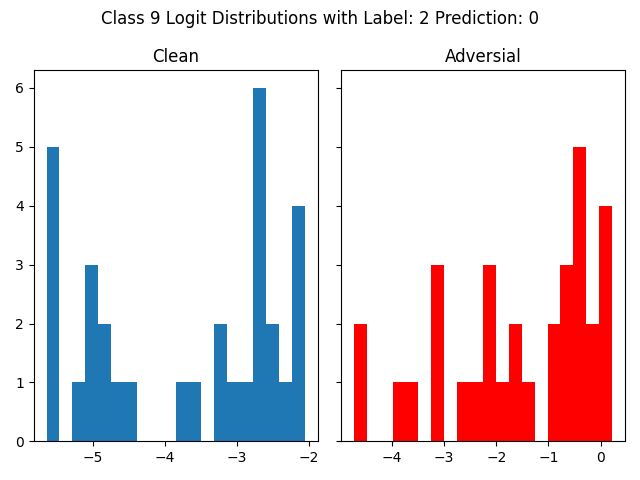 Class 9 Logit Distributions with Label: 2 Prediction: 0
Clean
Adversial
6
5
4
3
2
1
0
−5 −4 −3 −2
−4 −3 −2 −1 0